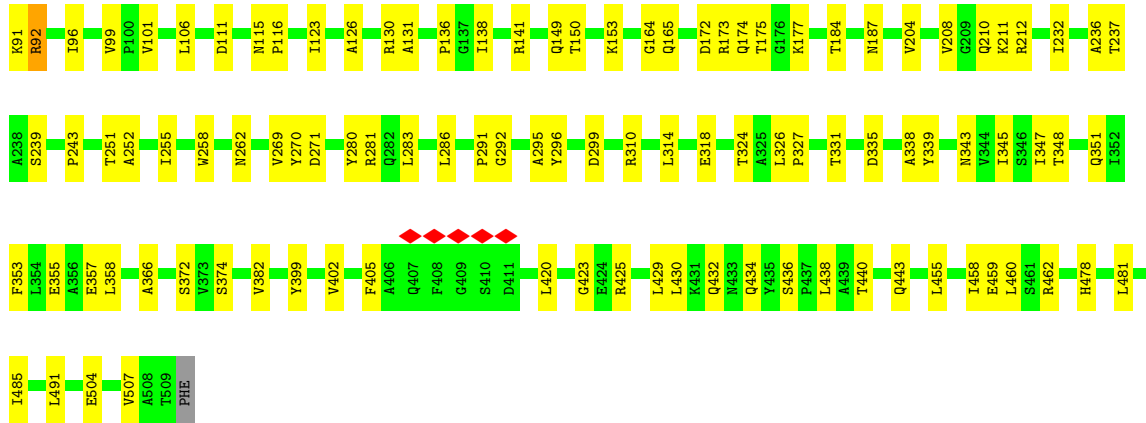 K91 R92 I96 V99 P100 V101 L106 D111 N115 P116 I123 A126 R130 A131 P136 G137 I138 R141 Q149 T150 K153 G164 Q165 D172 R173 Q174 T175 G176 K177 T184 N187 V204 V208 G209 Q210 K211 R212 I232 A236 T237
A238 S239 P243 T251 A252 I255 W258 N262 V269 Y270 D271 Y280 R281 Q282 L283 L286 P291 G292 A295 Y296 D299 R310 L314 E318 T324 A325 L326 P327 T331 D335 A338 Y339 N343 V344 I345 S346 I347 T348 Q351 I352
F353 L354 E355 A356 E357 L358 A366 S372 V373 S374 V382 Y399 V402 F405 A406 Q407 F408 G409 S410 D411 L420 G423 E424 R425 L429 L430 K431 Q432 N433 Q434 Y435 S436 P437 L438 A439 T440 Q443 L455 I458 E459 L460 S461 R462 H478 L481
I485 L491 E504 V507 A508 T509 PHE